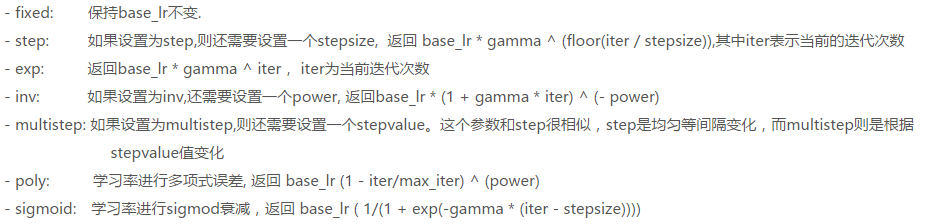 - fixed: 保持base_lr不变.
- step: 如果设置为step,则还需要设置一个stepsize, 返回 base_lr * gamma ^ (floor(iter / stepsize)),其中iter表示当前的迭代次数
- exp: 返回base_lr * gamma ^ iter， iter为当前迭代次数
- inv: 如果设置为inv,还需要设置一个power, 返回base_lr * (1 + gamma * iter) ^ (- power)
- multistep: 如果设置为multistep,则还需要设置一个stepvalue。这个参数和step很相似，step是均匀等间隔变化，而multistep则是根据
stepvalue值变化
- poly: 学习率进行多项式误差, 返回 base_lr (1 - iter/max_iter) ^ (power)
- sigmoid: 学习率进行sigmod衰减，返回 base_lr ( 1/(1 + exp(-gamma * (iter - stepsize))))